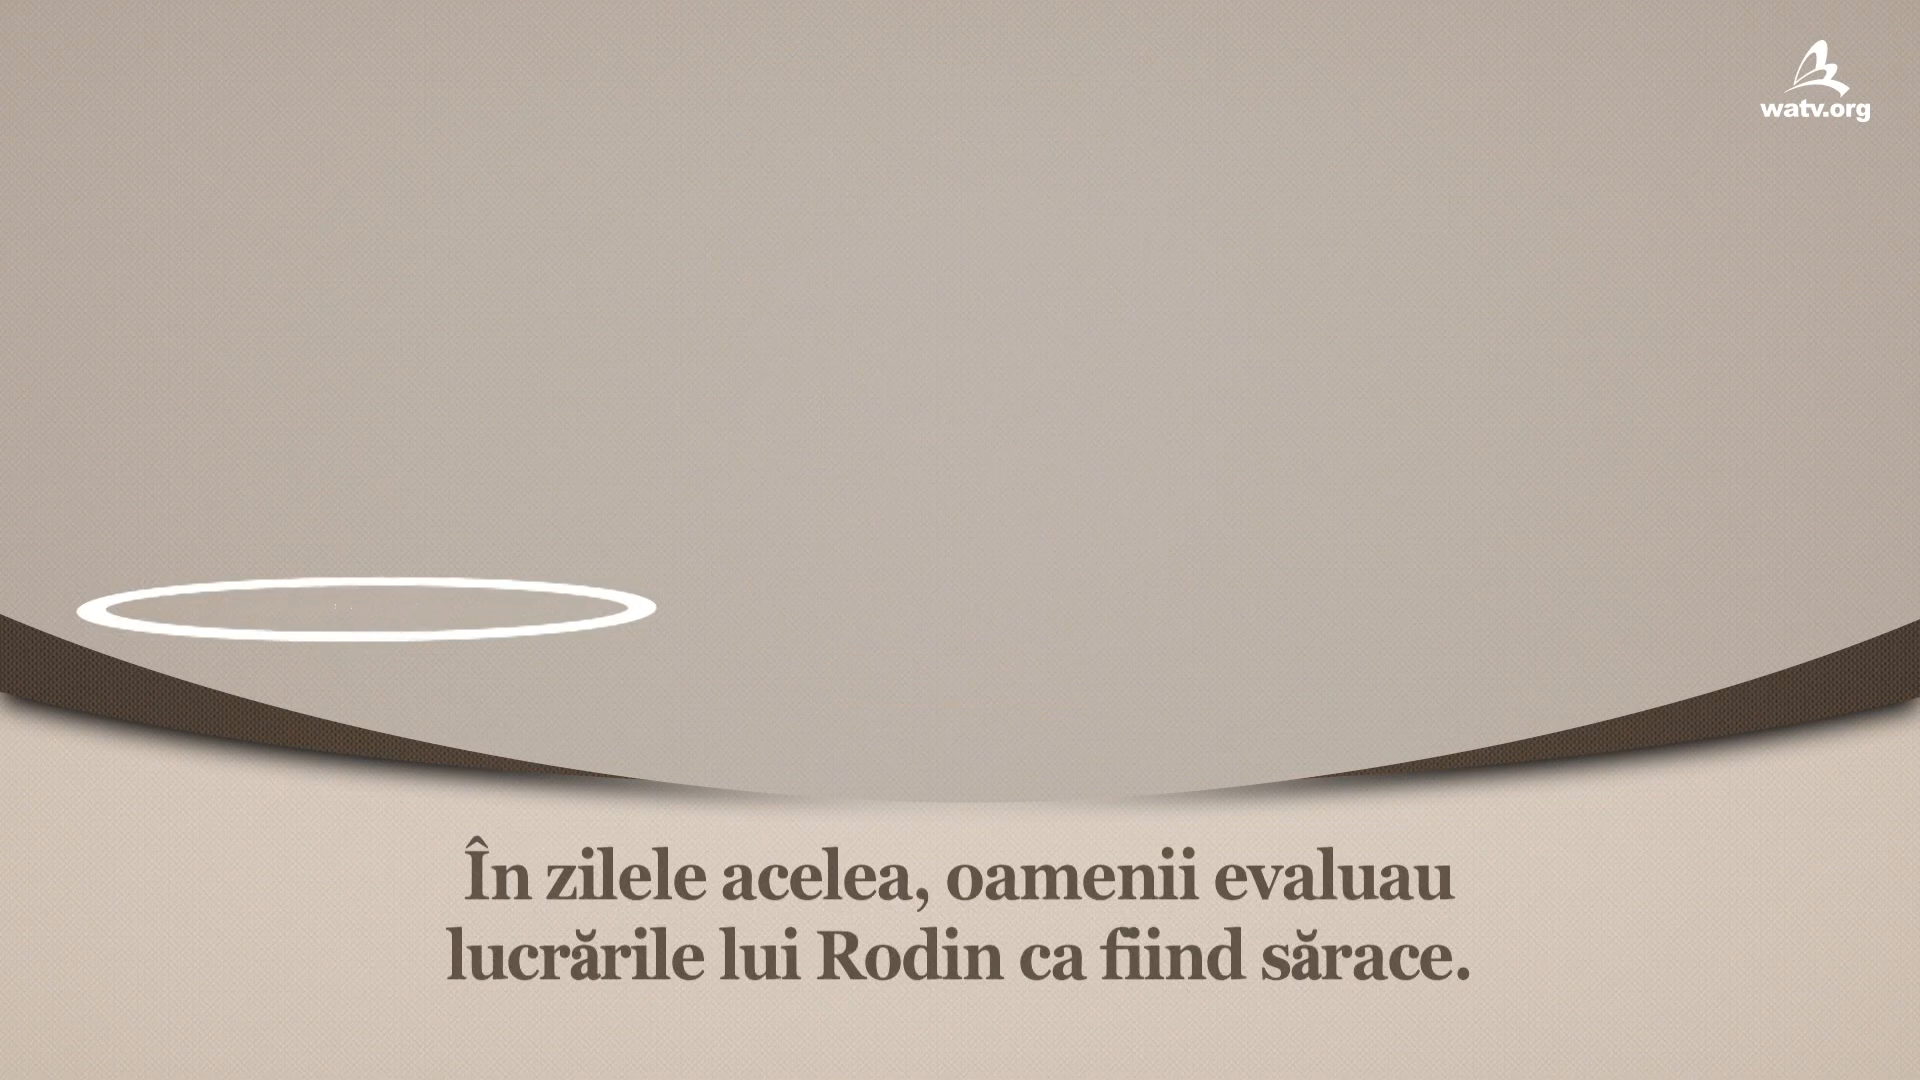 watv.org
În zilele acelea, oamenii evaluau
lucrările lui Rodin ca fiind sărace.